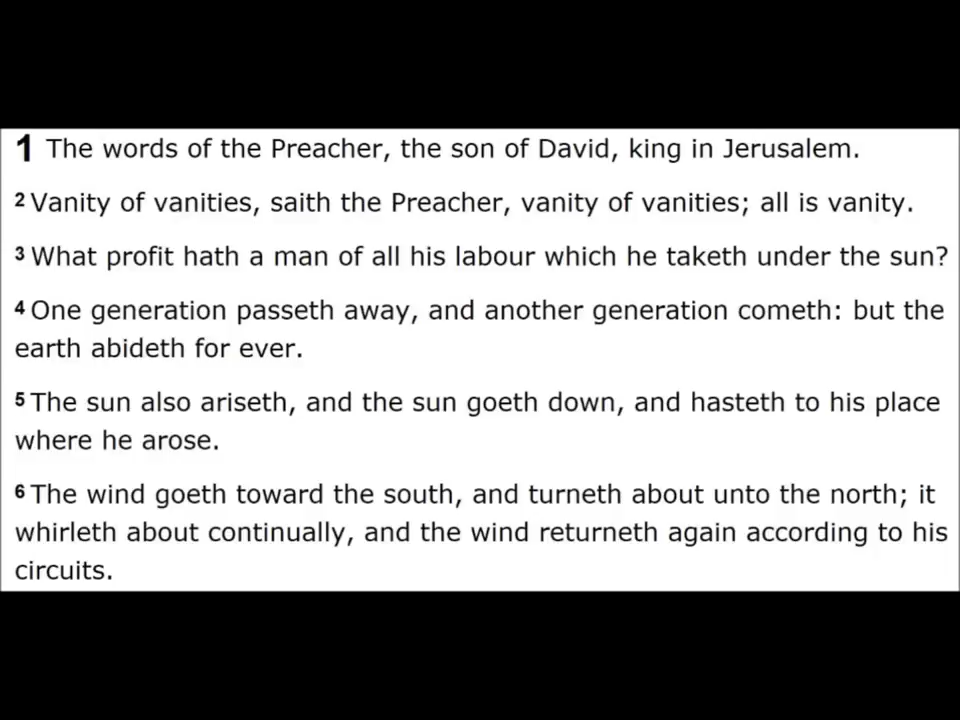 1 The words of the Preacher, the son of David, king in Jerusalem.
2 Vanity of vanities, saith the Preacher, vanity of vanities; all is vanity.
3 What profit hath a man of all his labour which he taketh under the sun?
4 One generation passeth away, and another generation cometh: but the
earth abideth for ever.
5 The sun also ariseth, and the sun goeth down, and hasteth to his place
where he arose.
6 The wind goeth toward the south, and turneth about unto the north; it
whirleth about continually, and the wind returneth again according to his
circuits.